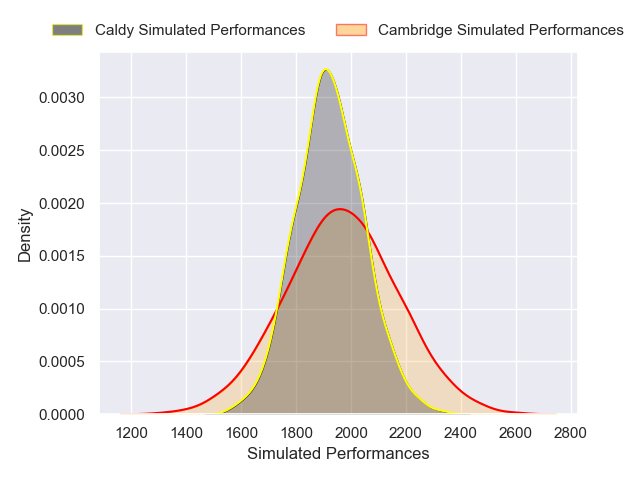 Caldy Simulated Performances Cambridge Simulated Performances
0.0030
0.0025
0.0020
0.0015
0.0010
0.0005
0.0000
Density
1200 1400 1600 1800 2000 2200 2400 2600 2800
Simulated Performances